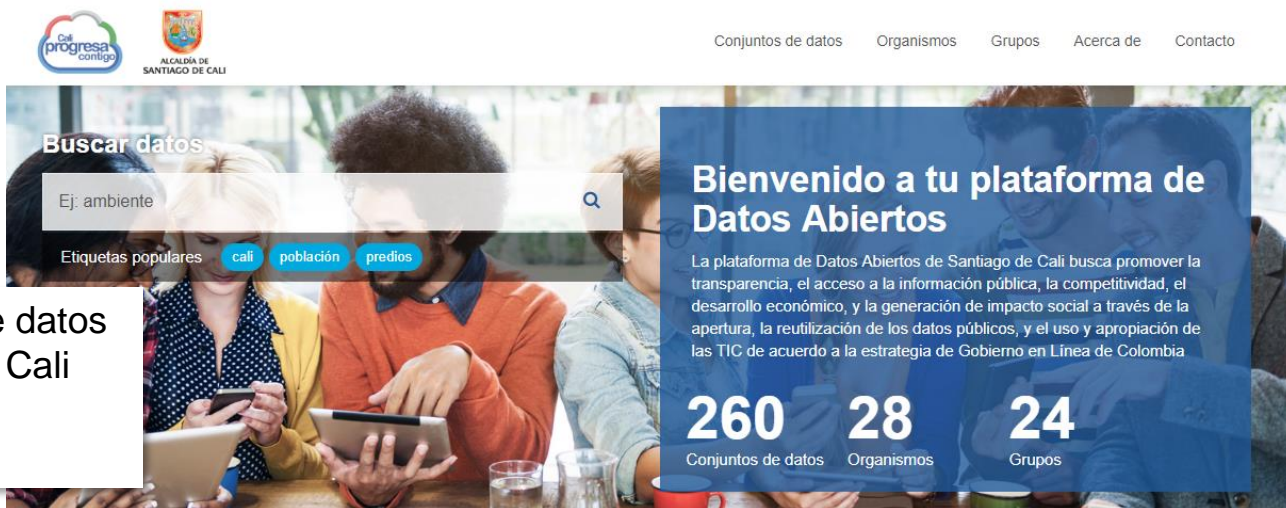 Cali
progresa
contigo
ALCALDÍA DE
SANTIAGO DE CALI
Conjuntos de datos Organismos Grupos Acerca de Contacto
Buscar datos
Ej: ambiente
Etiquetas populares cali población predios
datos
Cali
Bienvenido a tu plataforma de
Datos Abiertos
La plataforma de Datos Abiertos de Santiago de Cali busca promover la
transparencia, el acceso a la información pública, la competitividad, el
desarrollo económico, y la generación de impacto social a través de la
apertura, la reutilización de los datos públicos, y el uso y apropiación de
las TIC de acuerdo a la estrategia de Gobierno en Línea de Colombia
260 28 24
Conjuntos de datos Organismos Grupos